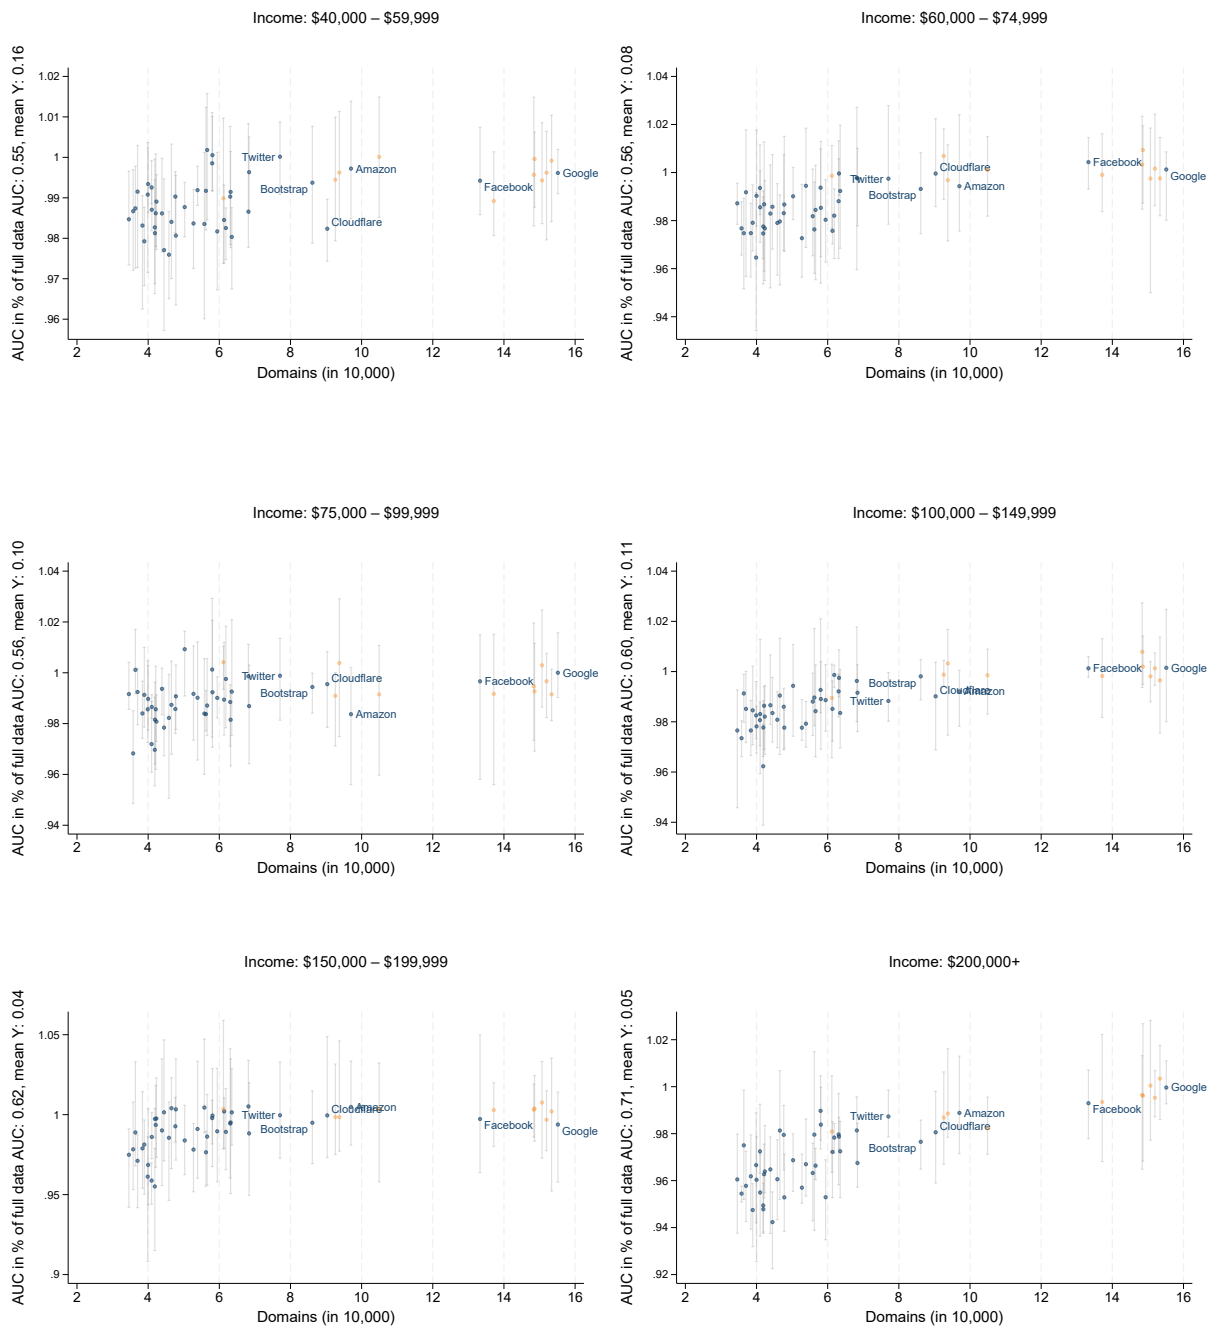 Income: $40,000 – $59,999
AUC in % of full data AUC: 0.55, mean Y: 0.16
1.02
1.01
1
.99
.98
.97
.96
Twitter
Amazon
Bootstrap
Facebook
Google
Cloudflare
2 4 6 8 10 12 14 16
Domains (in 10,000)
Income: $60,000 – $74,999
AUC in % of full data AUC: 0.56, mean Y: 0.08
1.04
1.02
1
.98
.96
.94
Facebook
Cloudflare
Google
Twitter
Amazon
Bootstrap
2 4 6 8 10 12 14 16
Domains (in 10,000)
Income: $75,000 – $99,999
AUC in % of full data AUC: 0.56, mean Y: 0.10
1.04
1.02
1
.98
.96
.94
Twitter
Cloudflare
Facebook
Google
Bootstrap
Amazon
2 4 6 8 10 12 14 16
Domains (in 10,000)
Income: $100,000 – $149,999
AUC in % of full data AUC: 0.60, mean Y: 0.11
1.04
1.02
1
.98
.96
.94
Facebook
Google
Bootstrap
Cloudflare
Amazon
Twitter
2 4 6 8 10 12 14 16
Domains (in 10,000)
Income: $150,000 – $199,999
AUC in % of full data AUC: 0.62, mean Y: 0.04
1.05
1
.95
.9
Cloudflare
Amazon
Twitter
Bootstrap
Facebook
Google
2 4 6 8 10 12 14 16
Domains (in 10,000)
Income: $200,000+
AUC in % of full data AUC: 0.71, mean Y: 0.05
1.02
1
.98
.96
.94
.92
Google
Facebook
Twitter
Amazon
Cloudflare
Bootstrap
2 4 6 8 10 12 14 16
Domains (in 10,000)